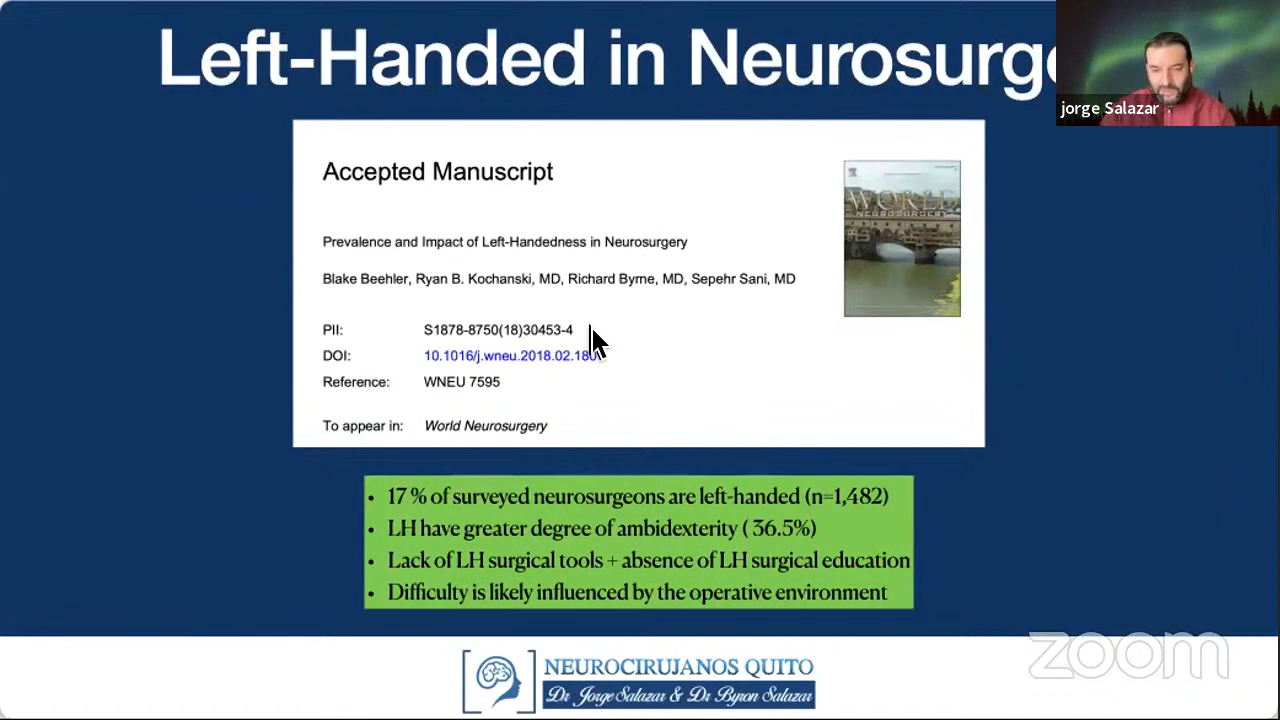 Left-Handed in Neurosurge
jorge Salazar
Accepted Manuscript
WORLD
NEUROSURGERY
Prevalence and Impact of Left-Handedness in Neurosurgery
Blake Beehler, Ryan B. Kochanski, MD, Richard Byrne, MD, Sepehr Sani, MD
PII: S1878-8750(18)30453-4
DOI: 10.1016/j.wneu.2018.02.18
Reference: WNEU 7595
To appear in: World Neurosurgery
• 17 % of surveyed neurosurgeons are left-handed (n=1,482)
• LH have greater degree of ambidexterity ( 36.5%)
• Lack of LH surgical tools + absence of LH surgical education
• Difficulty is likely influenced by the operative environment
zoom
NEUROCIRUJANOS QUITO
Dr Jorge Salazar & Dr Byron Salazar